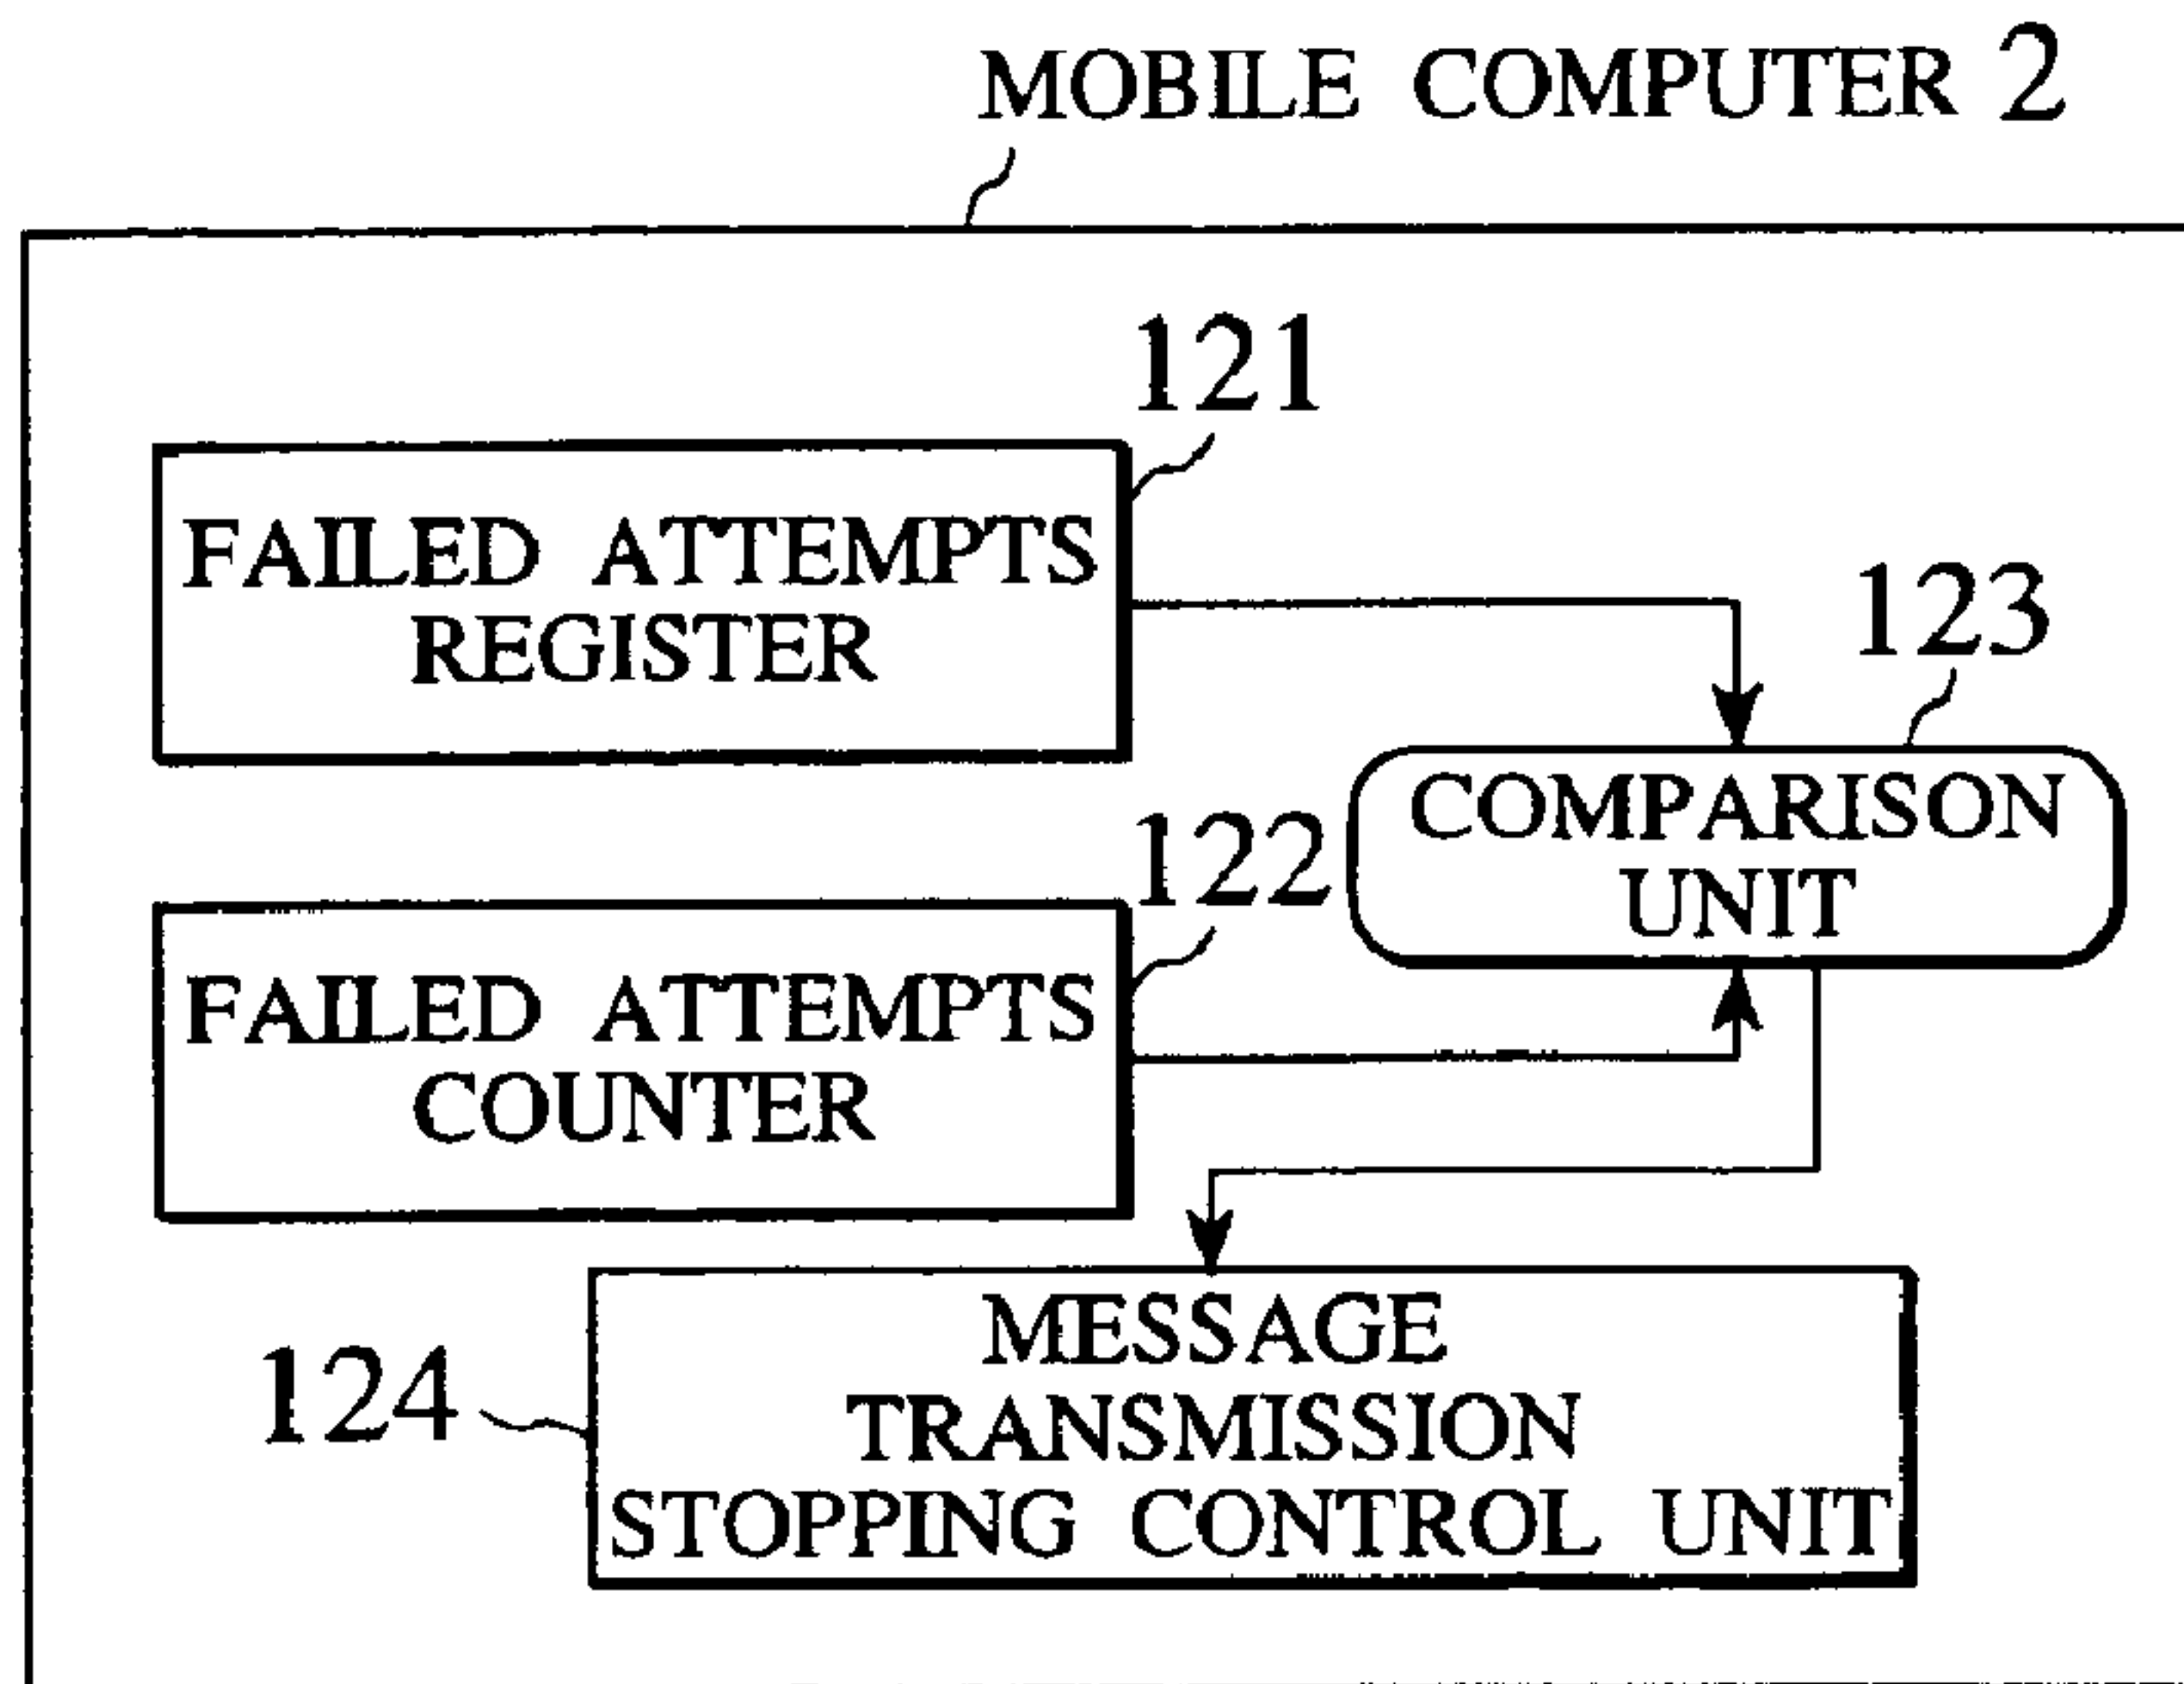 MOBILE COMPUTER 2
121
FAILED ATTEMPTS
REGISTER
123
COMPARISON
UNIT
122
FAILED ATTEMPTS
COUNTER
124
MESSAGE
TRANSMISSION
STOPPING CONTROL UNIT